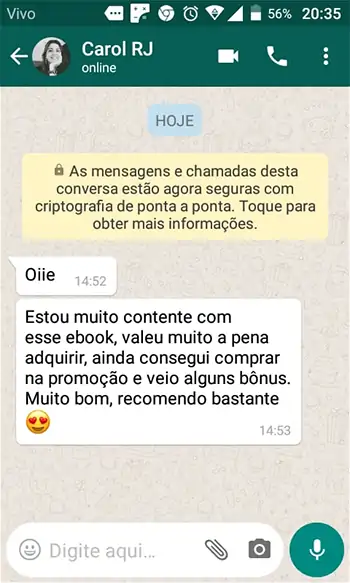 Vivo 56% 20:35
Carol RJ
online
HOJE
As mensagens e chamadas desta
conversa estão agora seguras com
criptografia de ponta a ponta. Toque para
obter mais informações.
Oiie 14:52
Estou muito contente com
esse ebook, valeu muito a pena
adquirir, ainda consegui comprar
na promoção e veio alguns bônus.
Muito bom, recomendo bastante
😍
14:53
Digite aqui...